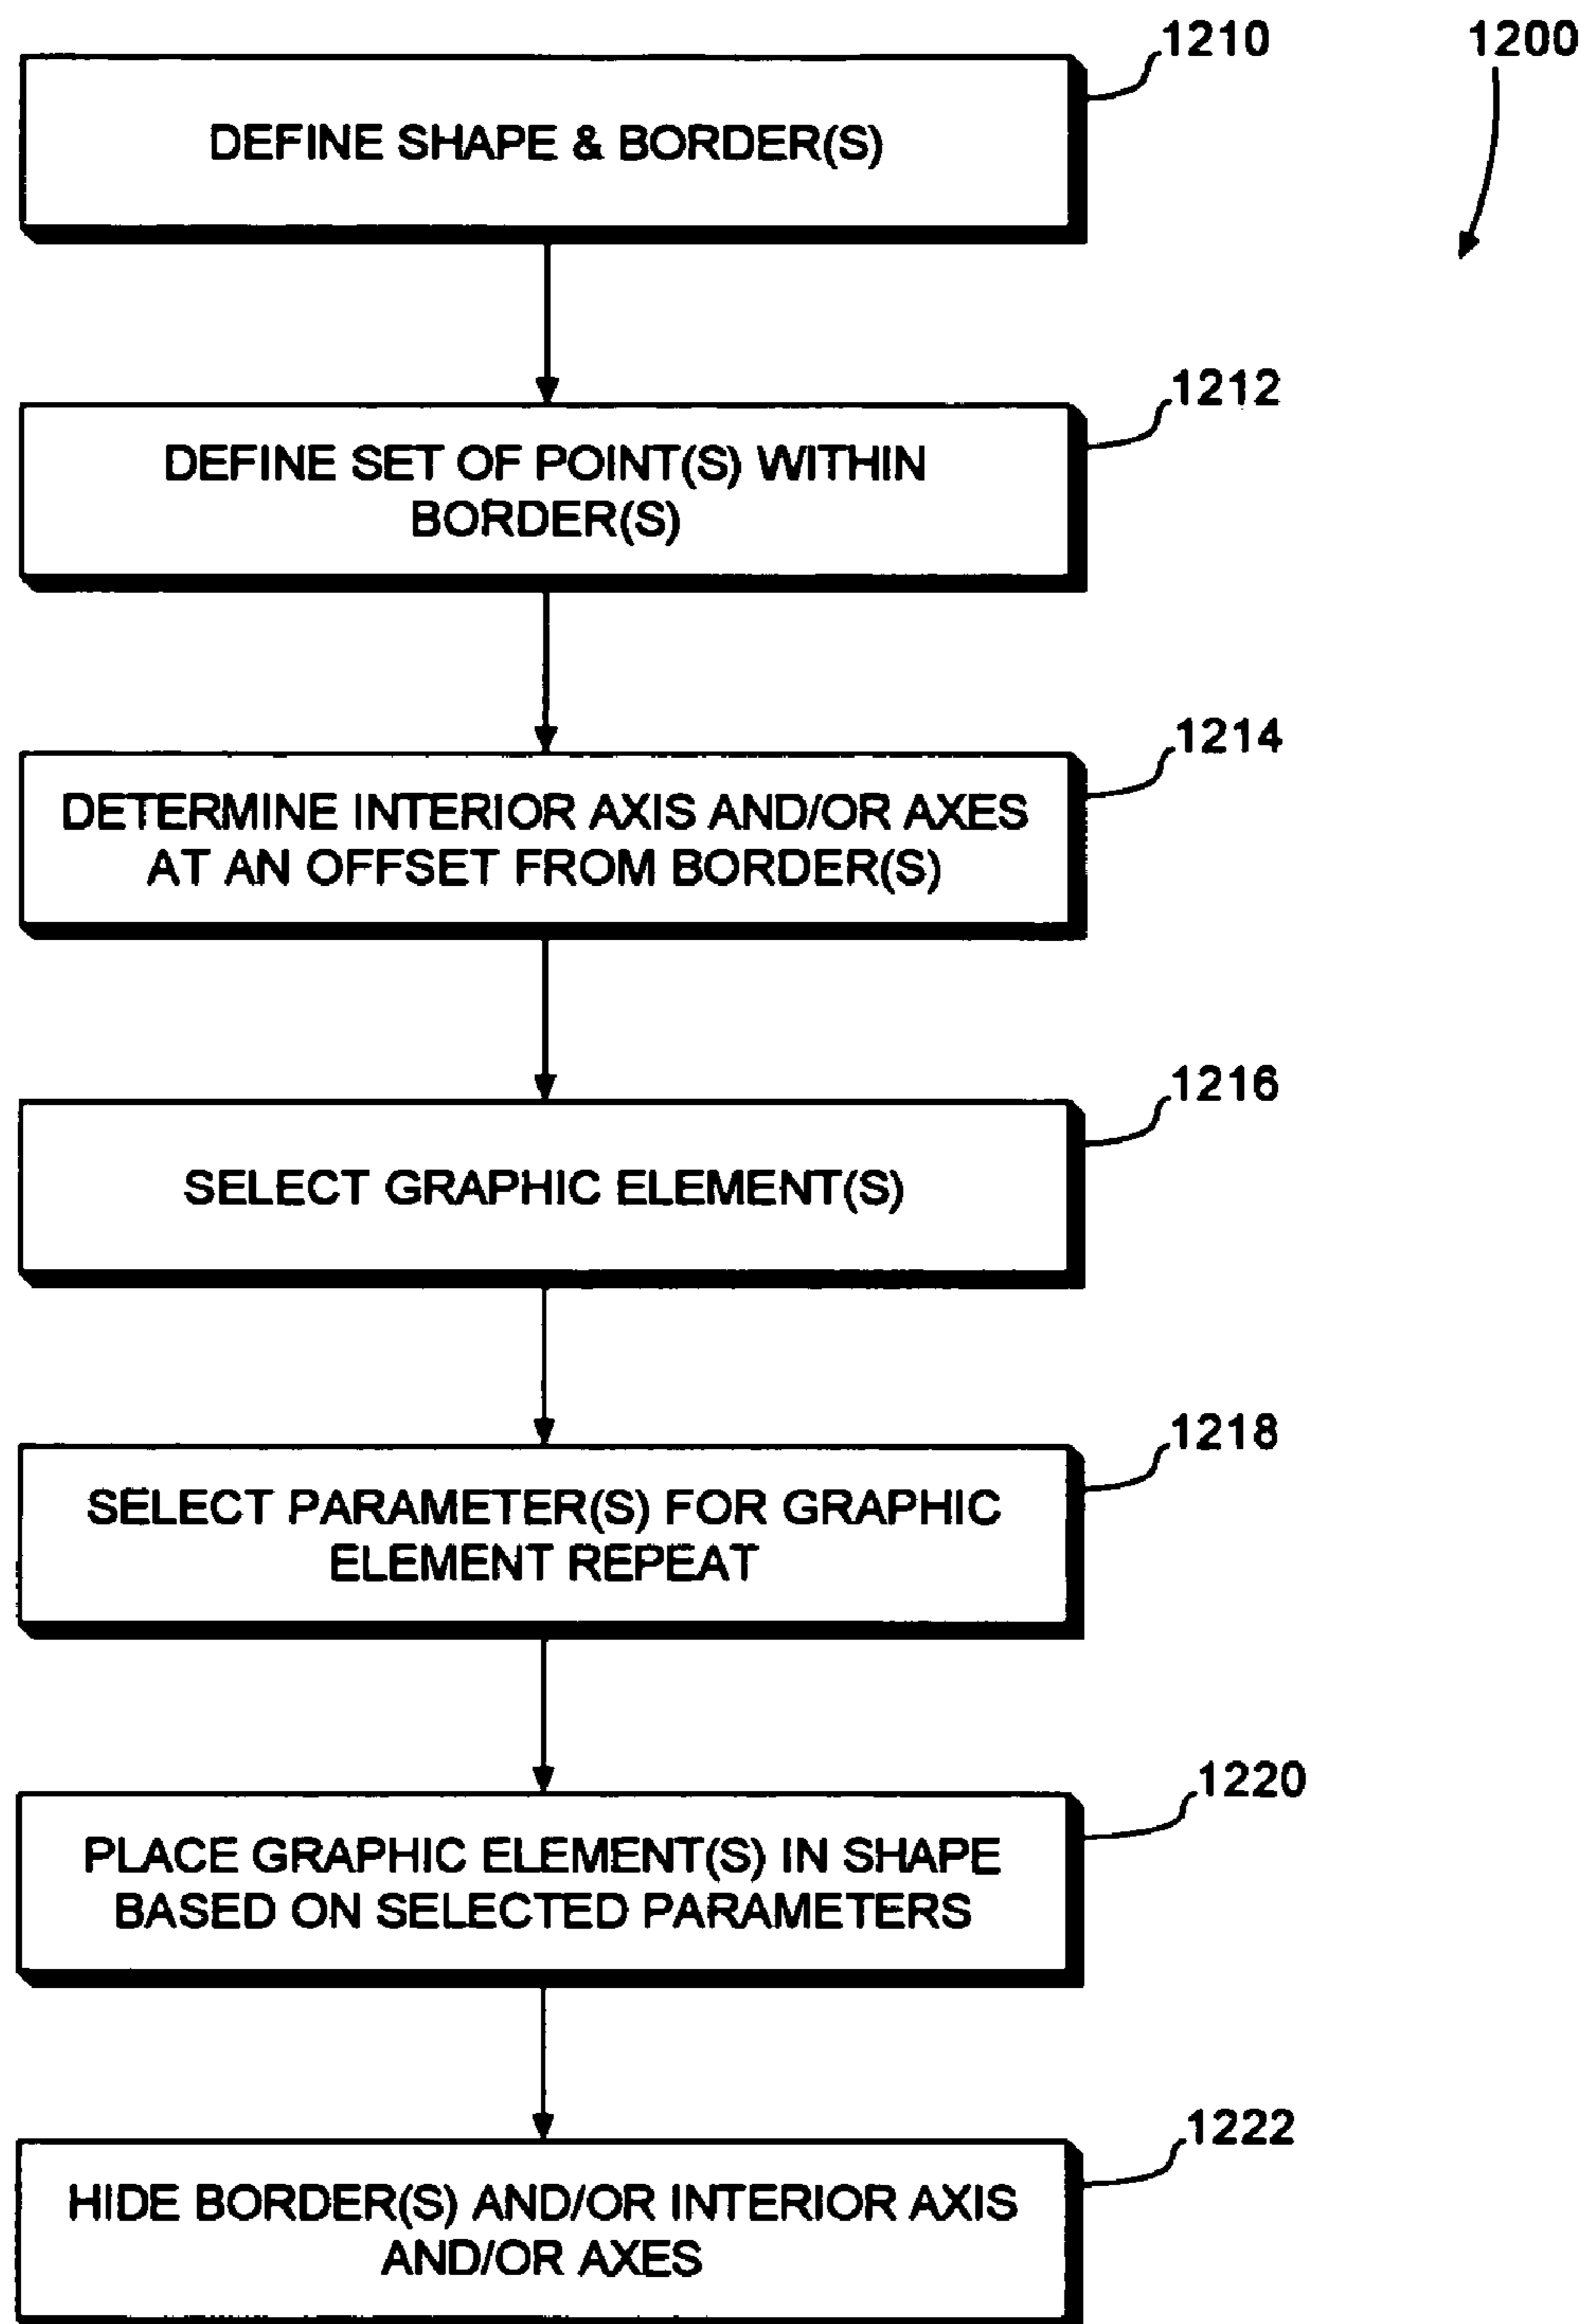 1210
1200
DEFINE SHAPE & BORDER(S)
1212
DEFINE SET OF POINT(S) WITHIN
BORDER(S)
1214
DETERMINE INTERIOR AXIS AND/OR AXES
AT AN OFFSET FROM BORDER(S)
1216
SELECT GRAPHIC ELEMENT(S)
1218
SELECT PARAMETER(S) FOR GRAPHIC
ELEMENT REPEAT
1220
PLACE GRAPHIC ELEMENT(S) IN SHAPE
BASED ON SELECTED PARAMETERS
1222
HIDE BORDER(S) AND/OR INTERIOR AXIS
AND/OR AXES